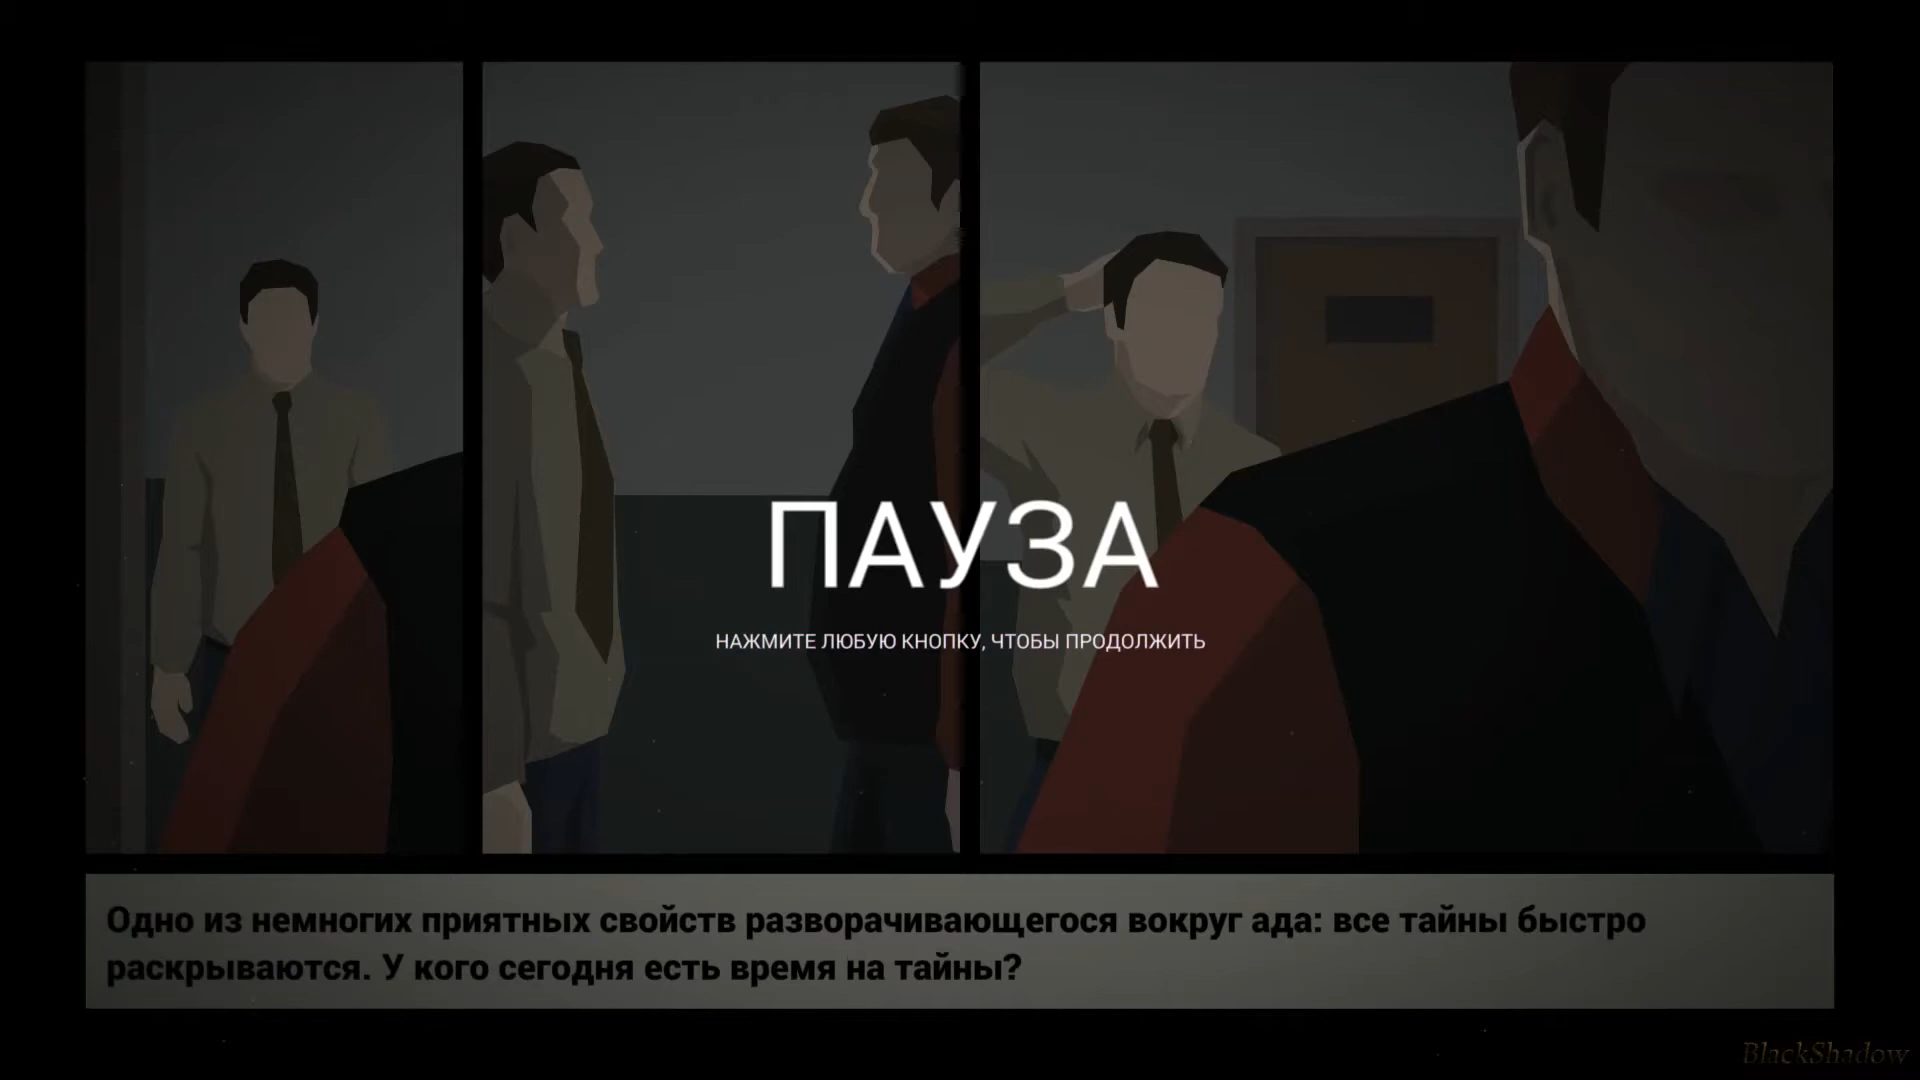 ПАУЗА
НАЖМИТЕ ЛЮБУЮ КНОПКУ, ЧТОБЫ ПРОДОЛЖИТЬ
Одно из немногих приятных свойств разворачивающегося вокруг ада: все тайны быстро
раскрываются. У кого сегодня есть время на тайны?
BlackShadow